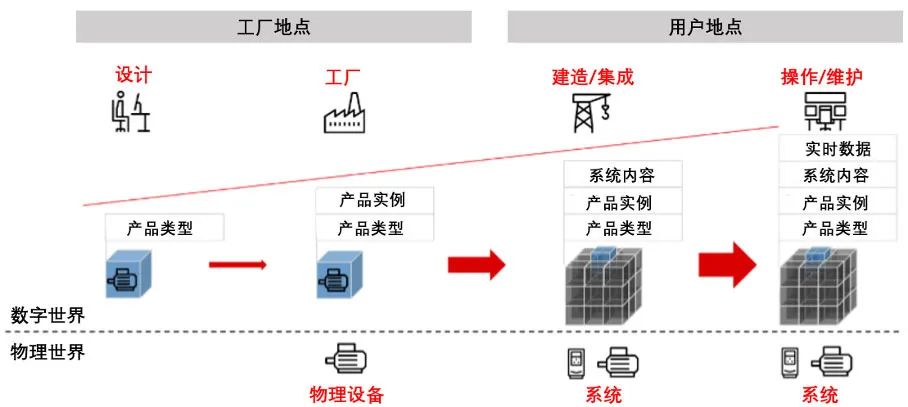 工厂地点
用户地点
设计
工厂
建造/集成
操作/维护
实时数据
系统内容
系统内容
产品实例
产品实例
产品实例
产品类型
产品类型
产品类型
产品类型
数字世界
物理世界
物理设备
系统
系统